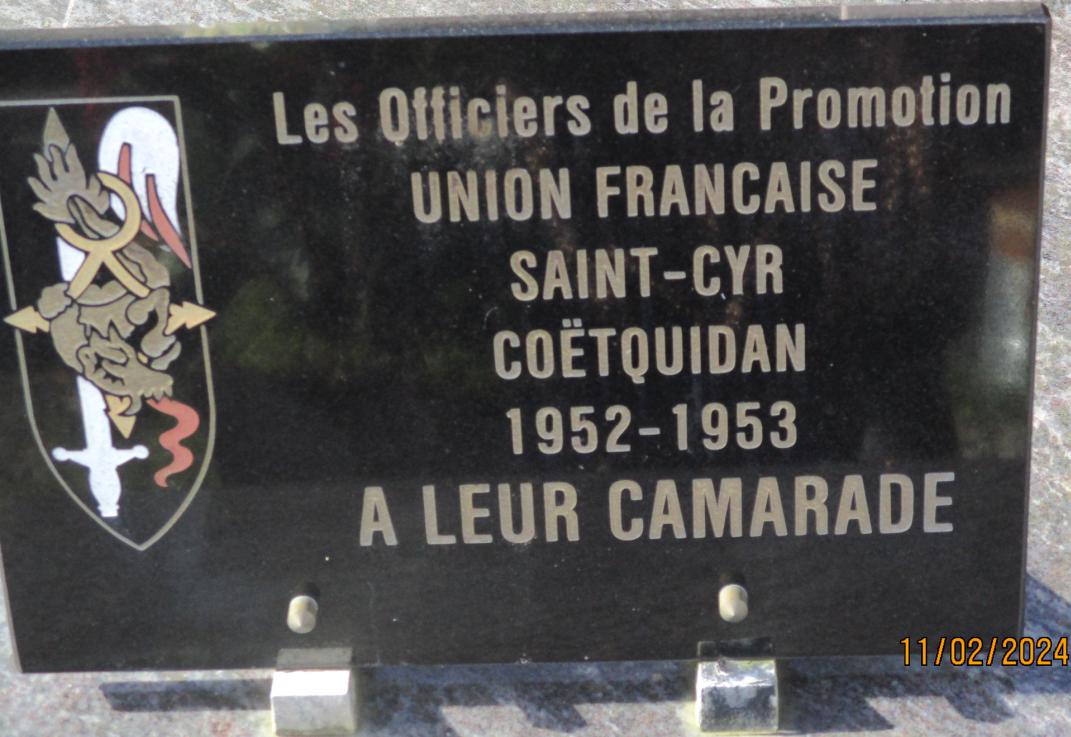 Les Officiers de la Promotion
UNION FRANCAISE
SAINT-CYR
COËTQUIDAN
1952-1953
A LEUR CAMARADE
11/02/2024